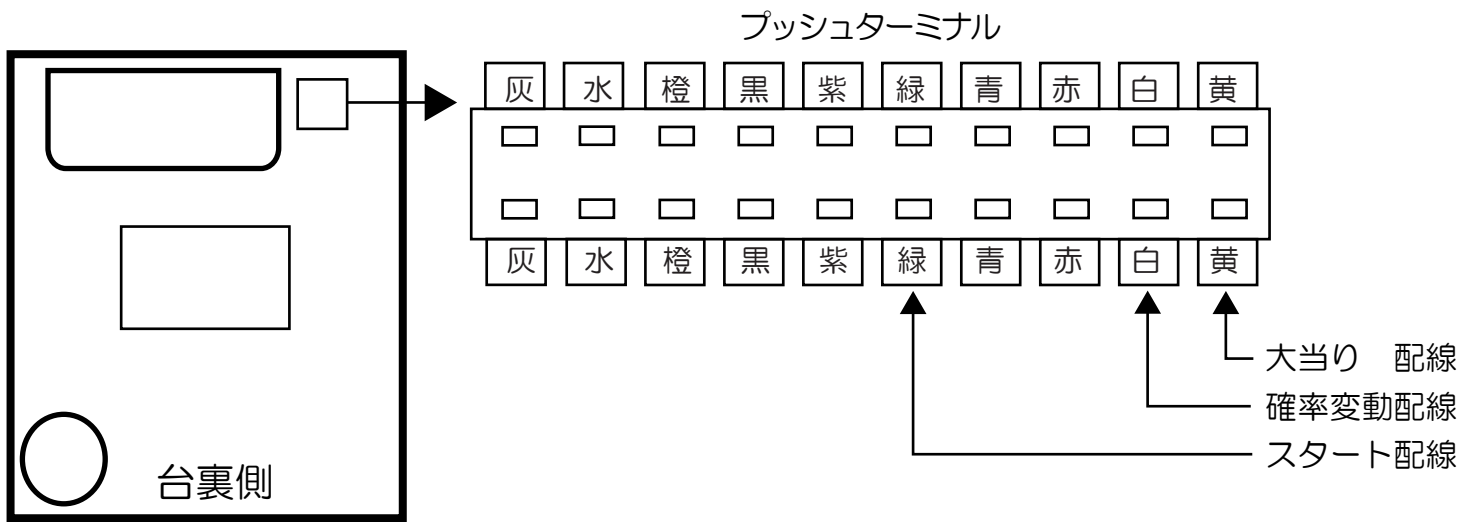 プッシュターミナル
灰 水 橙 黒 紫 緑 青 赤 白 黄
灰 水 橙 黒 紫 緑 青 赤 白 黄
大当り　配線
確率変動配線
スタート配線
台裏側